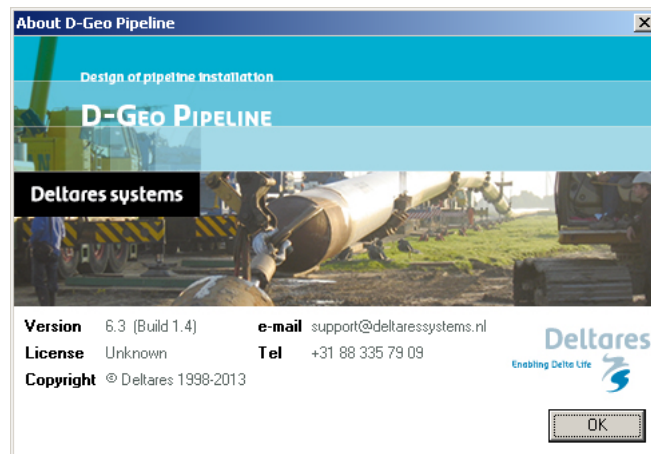 About D-Geo Pipeline
Design of pipeline installation
D-GEO PIPELINE
Deltares systems
Version 6.3 (Build 1.4) e-mail support@deltaressystems.nl
License Unknown Tel +31 88 335 79 09
Copyright © Deltares 1998-2013
Deltares
Enabling Delta Life
OK